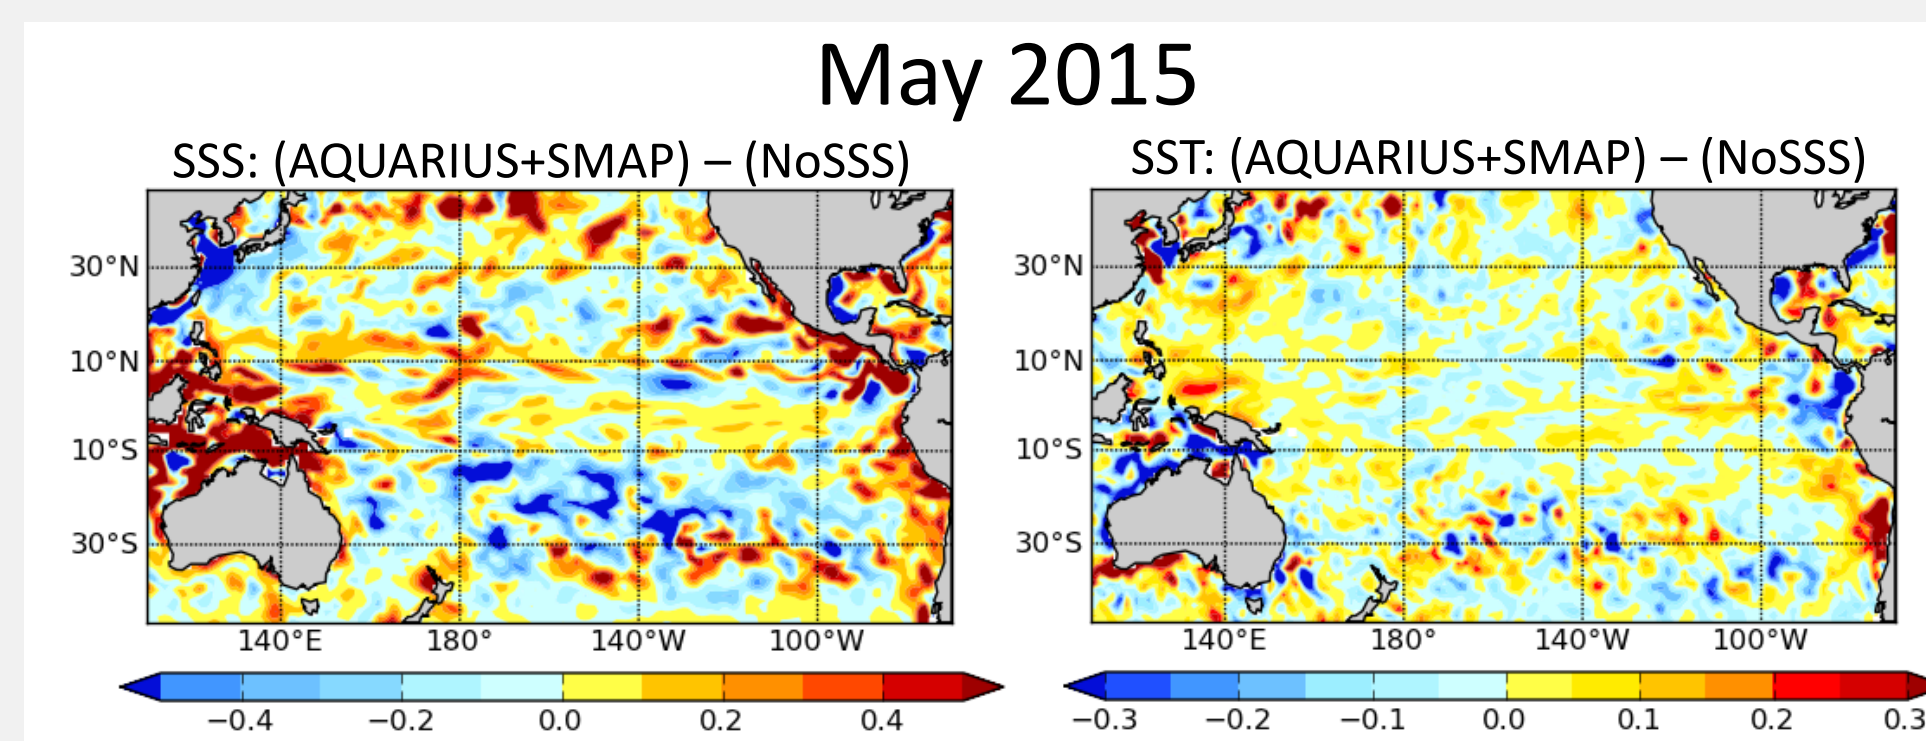 May 2015
SSS: (AQUARIUS+SMAP) – (NoSSS)
SST: (AQUARIUS+SMAP) – (NoSSS)
30°N
10°N
10°S
30°S
140°E 180° 140°W 100°W
−0.4 −0.2 0.0 0.2 0.4
30°N
10°N
10°S
30°S
140°E 180° 140°W 100°W
−0.3 −0.2 −0.1 0.0 0.1 0.2 0.3